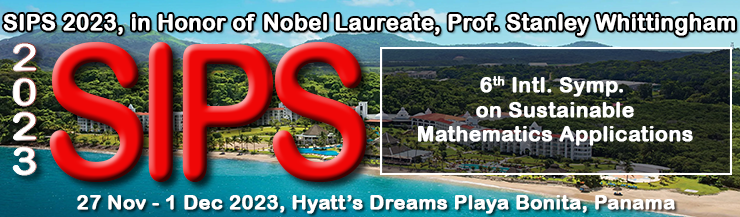 SIPS 2023, in Honor of Nobel Laureate, Prof. Stanley Whittingham
2023
SIPS
6th Intl. Symp.
on Sustainable
Mathematics Applications
27 Nov - 1 Dec 2023, Hyatt's Dreams Playa Bonita, Panama